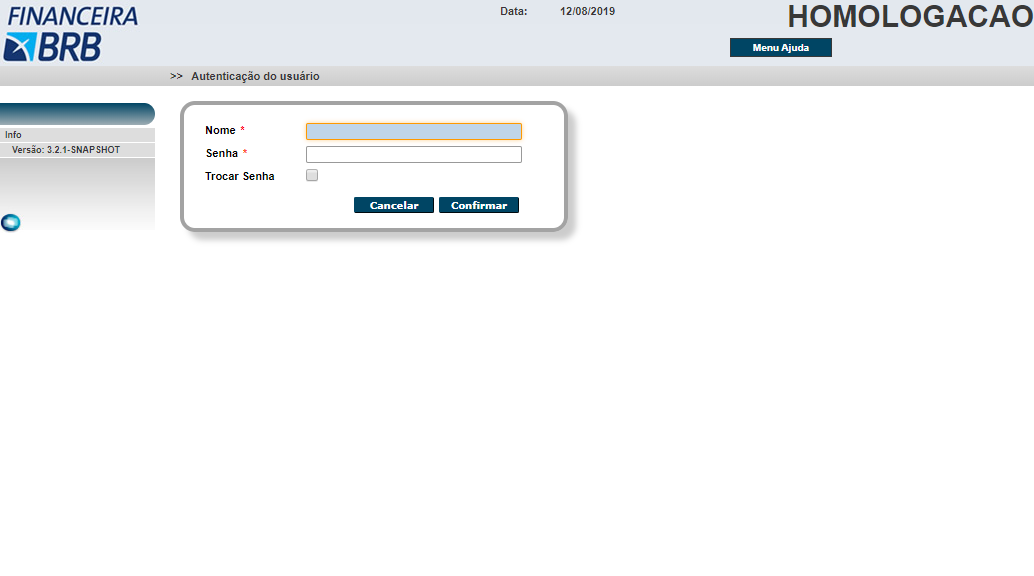 FINANCEIRA
BRB
Data: 12/08/2019
HOMOLOGACAO
Menu Ajuda
>> Autenticação do usuário
Info
Versão: 3.2.1-SNAPSHOT
Nome *
Senha *
Trocar Senha
Cancelar Confirmar